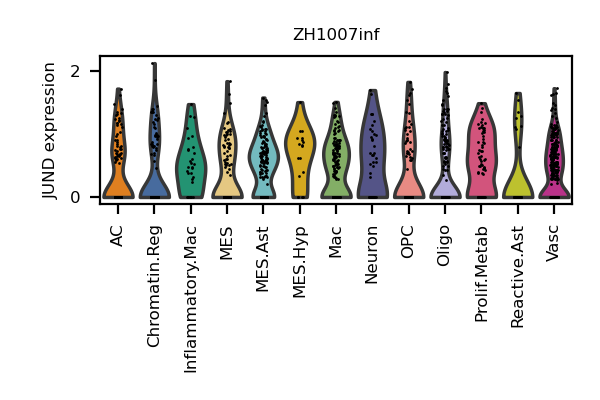 ZH1007inf
JUND expression
2
0
AC
Chromatin.Reg
Inflammatory.Mac
MES
MES.Ast
MES.Hyp
Mac
Neuron
OPC
Oligo
Prolif.Metab
Reactive.Ast
Vasc